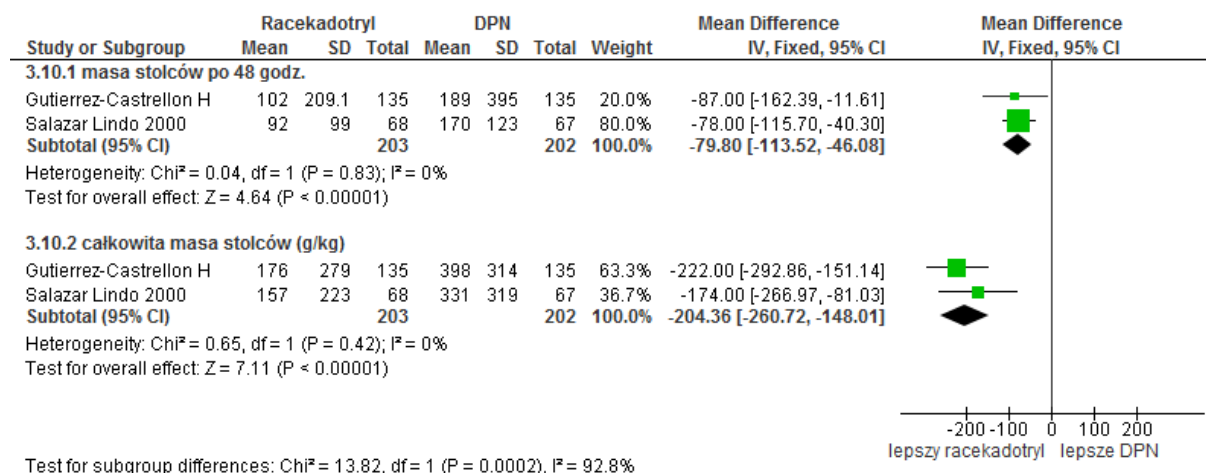 Racekadotryl DPN Mean Difference Mean Difference
Study or Subgroup Mean SD Total Mean SD Total Weight IV, Fixed, 95% CI IV, Fixed, 95% CI
3.10.1 masa stolców po 48 godz.
Gutierrez-Castrellon H 102 209.1 135 189 395 135 20.0% -87.00 [-162.39, -11.61]
Salazar Lindo 2000 92 99 68 170 123 67 80.0% -78.00 [-115.70, -40.30]
Subtotal (95% CI) 203 202 100.0% -79.80 [-113.52, -46.08]
Heterogeneity: Chi² = 0.04, df = 1 (P = 0.83); I² = 0%
Test for overall effect: Z = 4.64 (P < 0.00001)
3.10.2 całkowita masa stolców (g/kg)
Gutierrez-Castrellon H 176 279 135 398 314 135 63.3% -222.00 [-292.86, -151.14]
Salazar Lindo 2000 157 223 68 331 319 67 36.7% -174.00 [-266.97, -81.03]
Subtotal (95% CI) 203 202 100.0% -204.36 [-260.72, -148.01]
Heterogeneity: Chi² = 0.65, df = 1 (P = 0.42); I² = 0%
Test for overall effect: Z = 7.11 (P < 0.00001)
-200 -100 0 100 200
lepszy racekadotryl lepsze DPN
Test for subgroup differences: Chi² = 13.82, df = 1 (P = 0.0002), I² = 92.8%